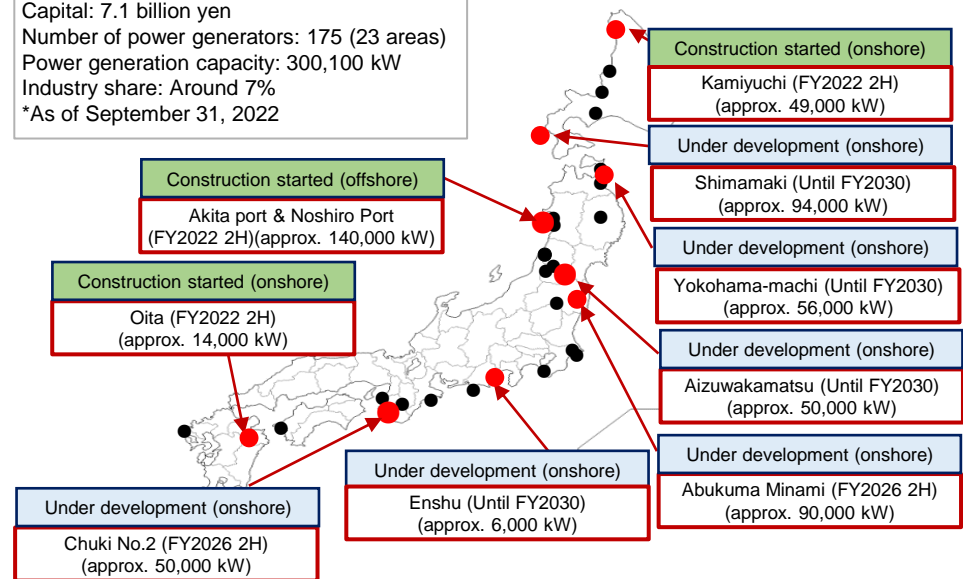 Capital: 7.1 billion yen
Number of power generators: 175 (23 areas)
Power generation capacity: 300,100 kW
Industry share: Around 7%
*As of September 31, 2022
Construction started (onshore)
Kamiyuchi (FY2022 2H)
(approx. 49,000 kW)
Under development (onshore)
Shimamaki (Until FY2030)
(approx. 94,000 kW)
Construction started (offshore)
Akita port & Noshiro Port
(FY2022 2H)(approx. 140,000 kW)
Under development (onshore)
Yokohama-machi (Until FY2030)
(approx. 56,000 kW)
Construction started (onshore)
Oita (FY2022 2H)
(approx. 14,000 kW)
Under development (onshore)
Aizuwakamatsu (Until FY2030)
(approx. 50,000 kW)
Under development (onshore)
Abukuma Minami (FY2026 2H)
(approx. 90,000 kW)
Under development (onshore)
Enshu (Until FY2030)
(approx. 6,000 kW)
Under development (onshore)
Chuki No.2 (FY2026 2H)
(approx. 50,000 kW)